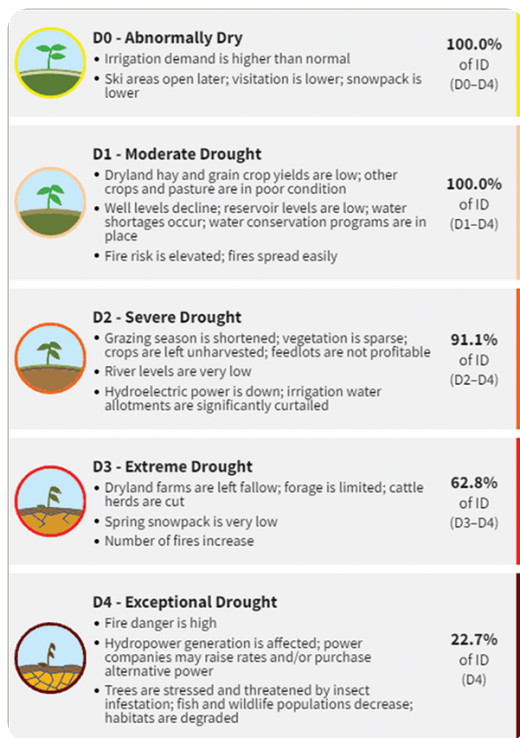 D0 - Abnormally Dry
• Irrigation demand is higher than normal
• Ski areas open later; visitation is lower; snowpack is
lower
100.0%
of ID
(D0–D4)
D1 - Moderate Drought
• Dryland hay and grain crop yields are low; other
crops and pasture are in poor condition
• Well levels decline; reservoir levels are low; water
shortages occur; water conservation programs are in
place
• Fire risk is elevated; fires spread easily
100.0%
of ID
(D1–D4)
D2 - Severe Drought
• Grazing season is shortened; vegetation is sparse;
crops are left unharvested; feedlots are not profitable
• River levels are very low
• Hydroelectric power is down; irrigation water
allotments are significantly curtailed
91.1%
of ID
(D2–D4)
D3 - Extreme Drought
• Dryland farms are left fallow; forage is limited; cattle
herds are cut
• Spring snowpack is very low
• Number of fires increase
62.8%
of ID
(D3–D4)
D4 - Exceptional Drought
• Fire danger is high
• Hydropower generation is affected; power
companies may raise rates and/or purchase
alternative power
• Trees are stressed and threatened by insect
infestation; fish and wildlife populations decrease;
habitats are degraded
22.7%
of ID
(D4)